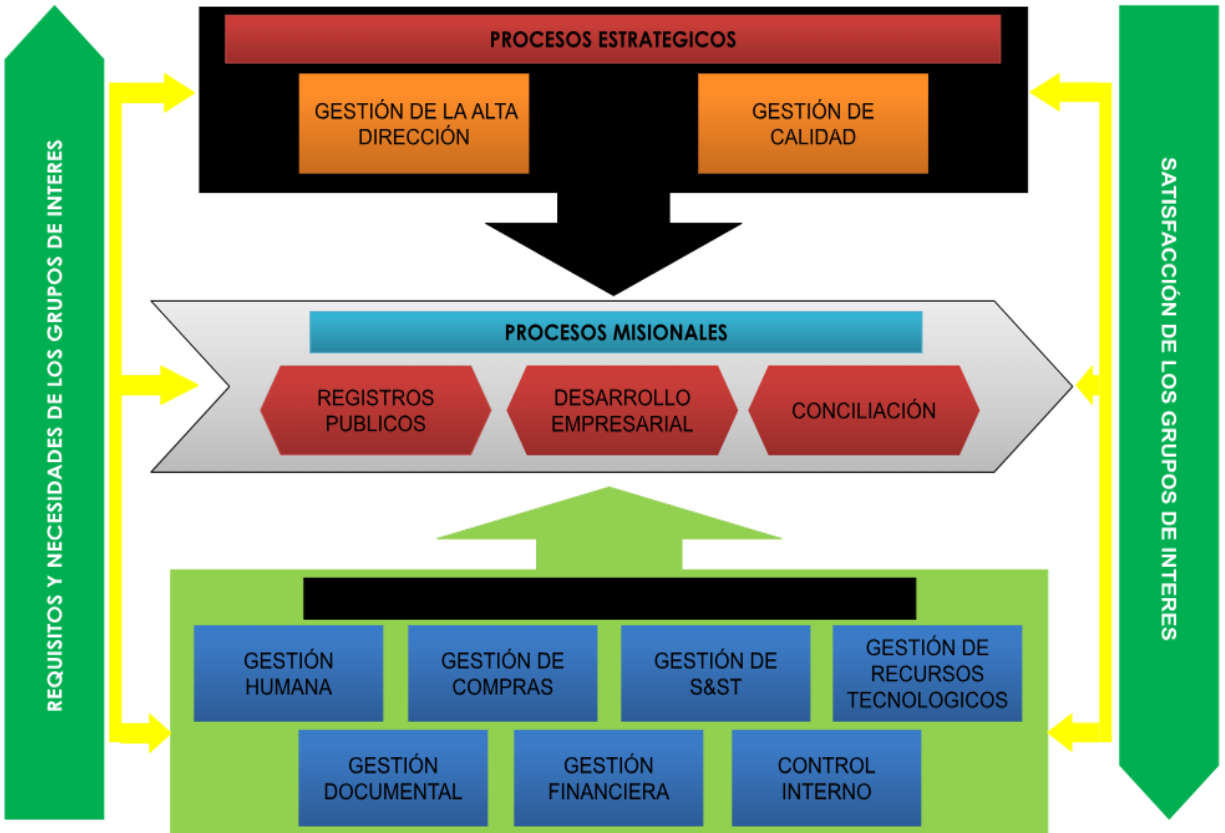 REQUISITOS Y NECESIDADES DE LOS GRUPOS DE INTERES
PROCESOS ESTRATEGICOS
GESTIÓN DE LA ALTA
DIRECCIÓN
GESTIÓN DE
CALIDAD
PROCESOS MISIONALES
REGISTROS
PUBLICOS
DESARROLLO
EMPRESARIAL
CONCILIACIÓN
GESTIÓN
HUMANA
GESTIÓN DE
COMPRAS
GESTIÓN DE
S&ST
GESTIÓN DE
RECURSOS
TECNOLOGICOS
GESTIÓN
DOCUMENTAL
GESTIÓN
FINANCIERA
CONTROL
INTERNO
SATISFACCIÓN DE LOS GRUPOS DE INTERES